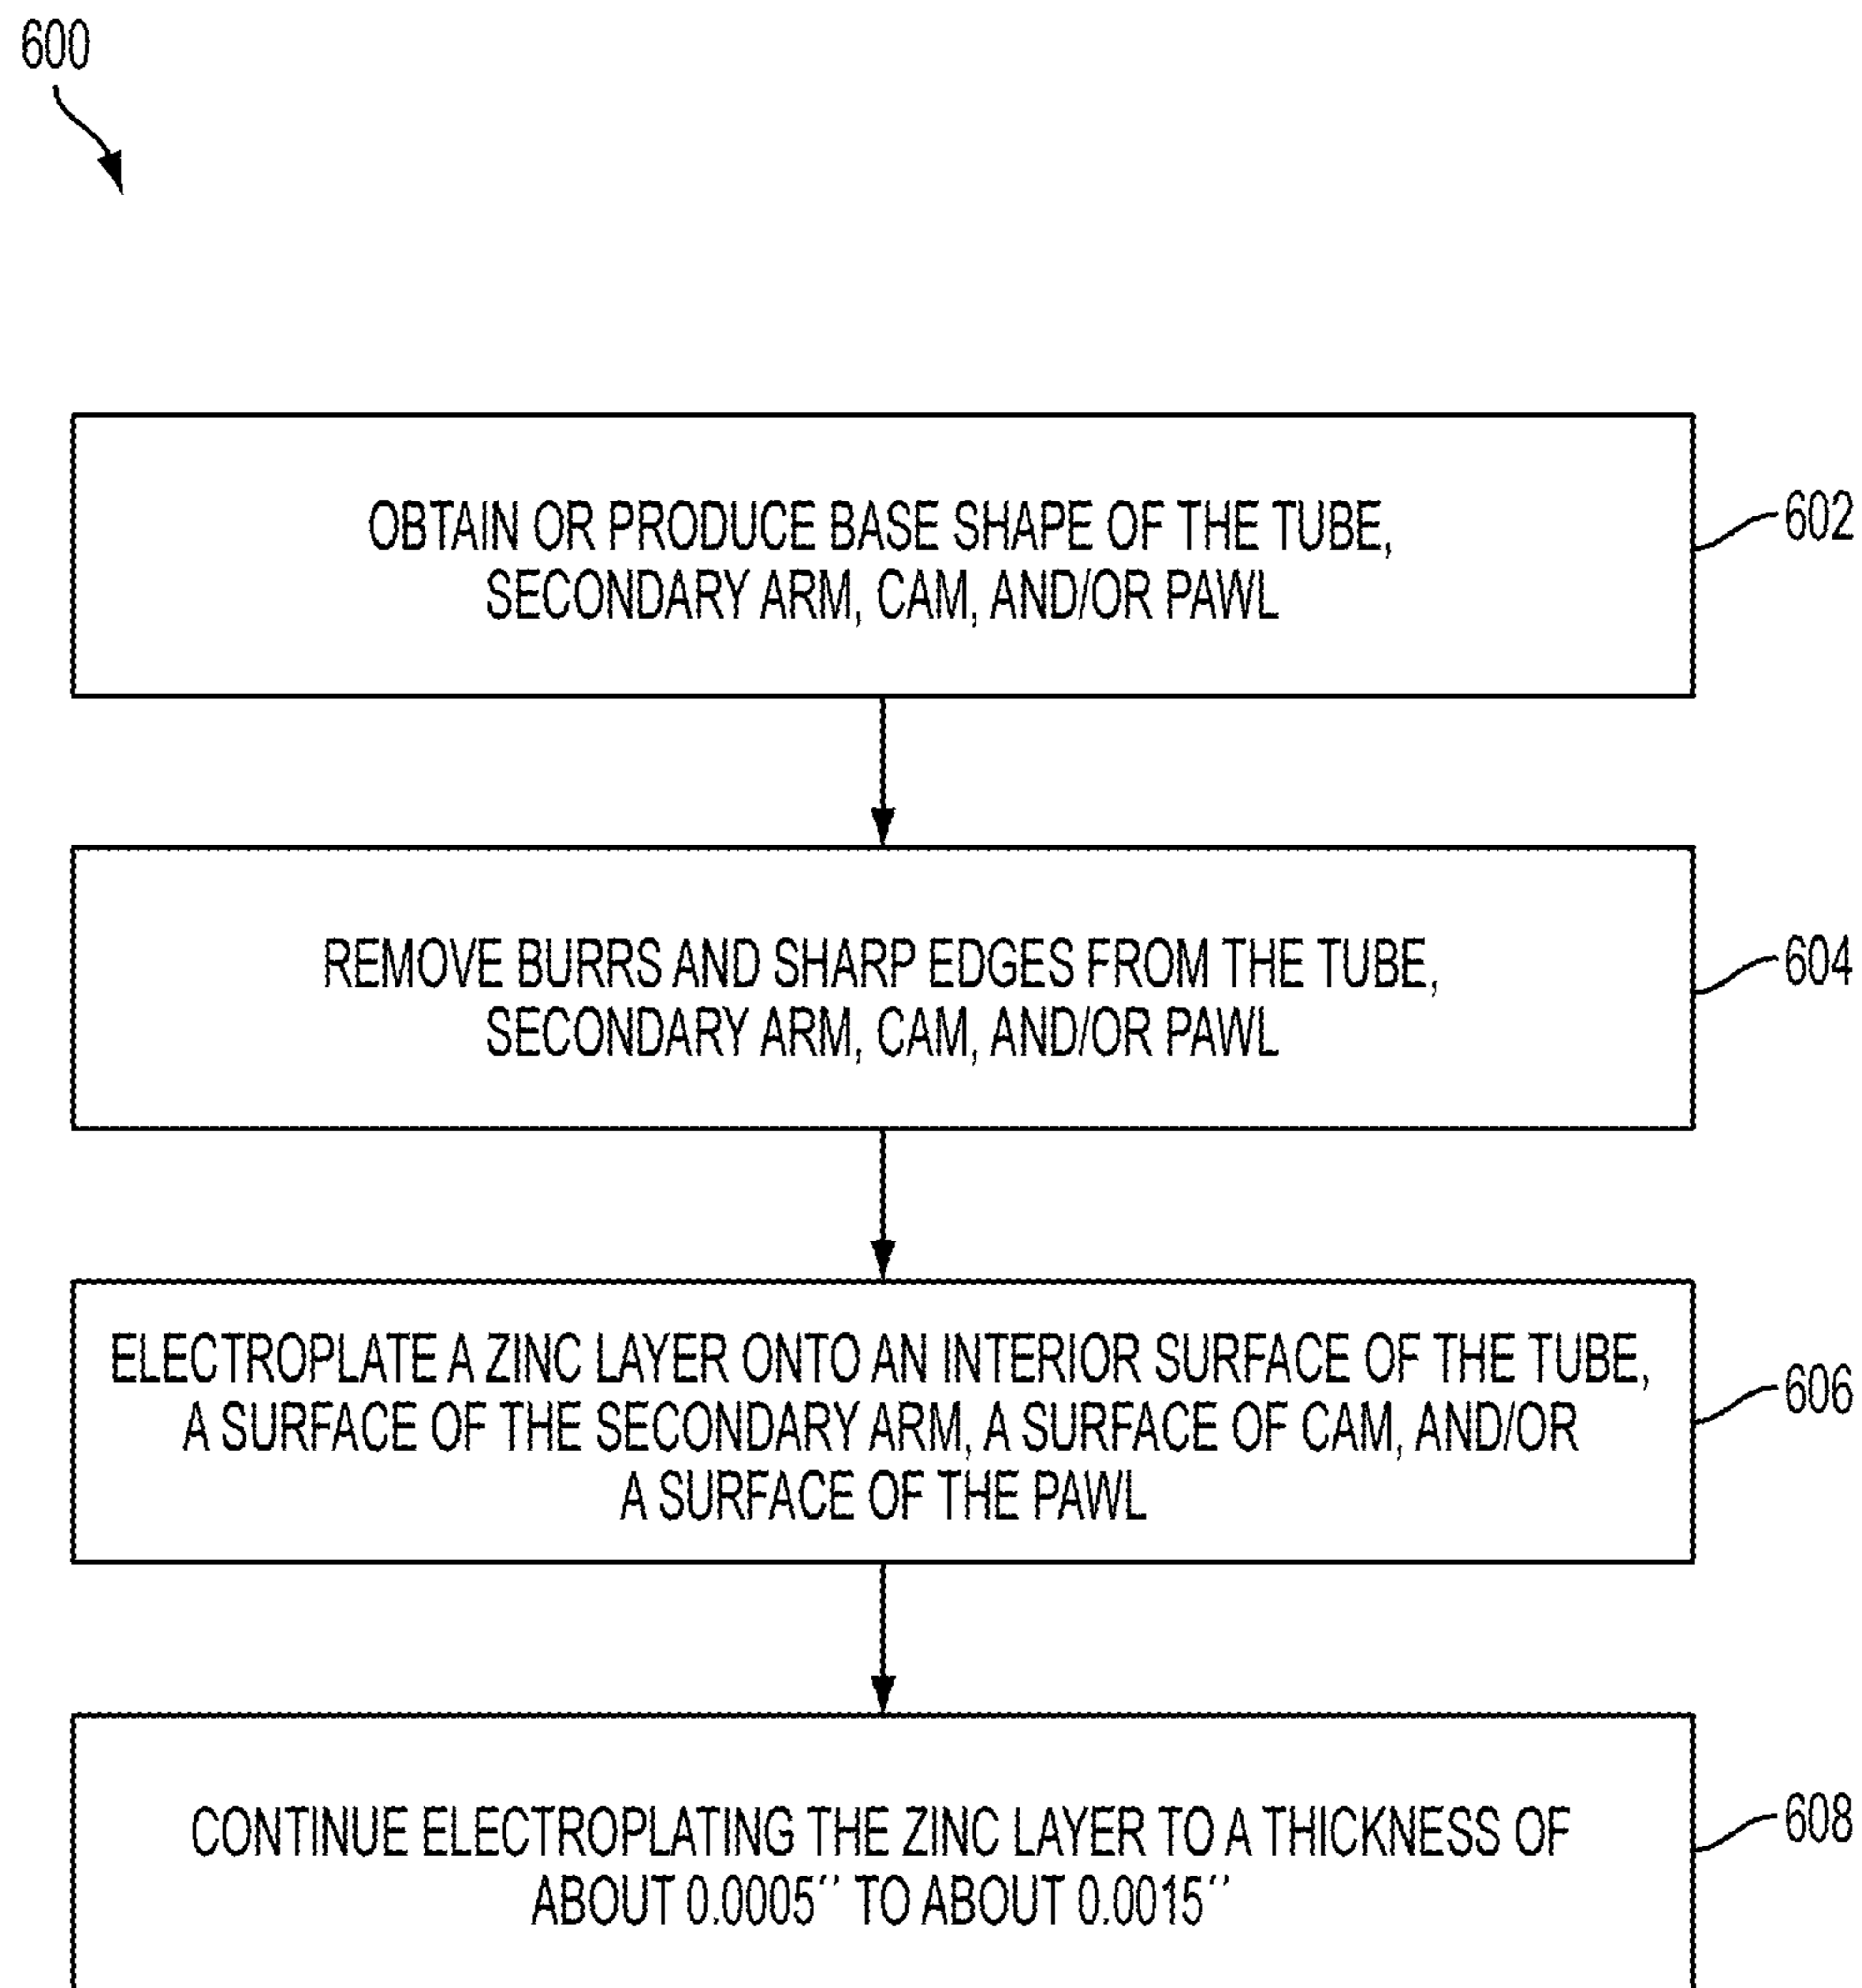 600
OBTAIN OR PRODUCE BASE SHAPE OF THE TUBE,
SECONDARY ARM, CAM, AND/OR PAWL
602
REMOVE BURRS AND SHARP EDGES FROM THE TUBE,
SECONDARY ARM, CAM, AND/OR PAWL
604
ELECTROPLATE A ZINC LAYER ONTO AN INTERIOR SURFACE OF THE TUBE,
A SURFACE OF THE SECONDARY ARM, A SURFACE OF CAM, AND/OR
A SURFACE OF THE PAWL
606
CONTINUE ELECTROPLATING THE ZINC LAYER TO A THICKNESS OF
ABOUT 0.0005″ TO ABOUT 0.0015″
608